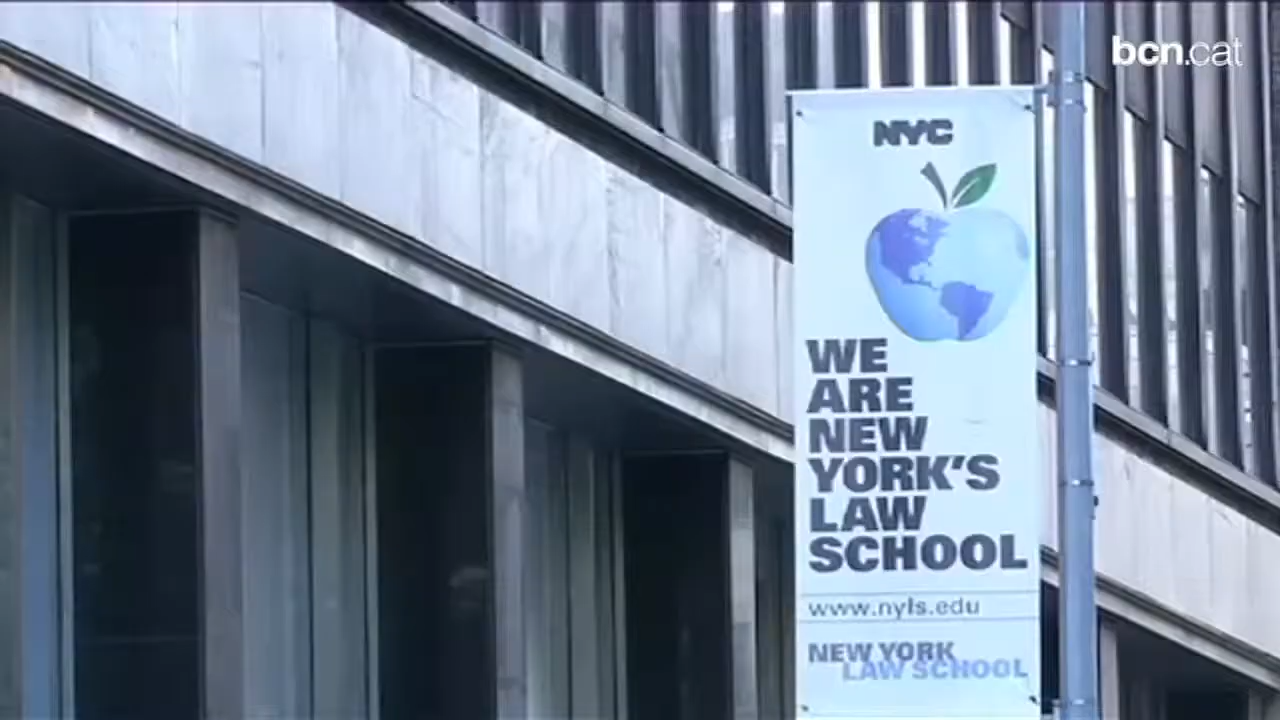 bcn.cat
NYC
WE
ARE
NEW
YORK'S
LAW
SCHOOL
www.nyls.edu
NEW YORK
LAW SCHOOL